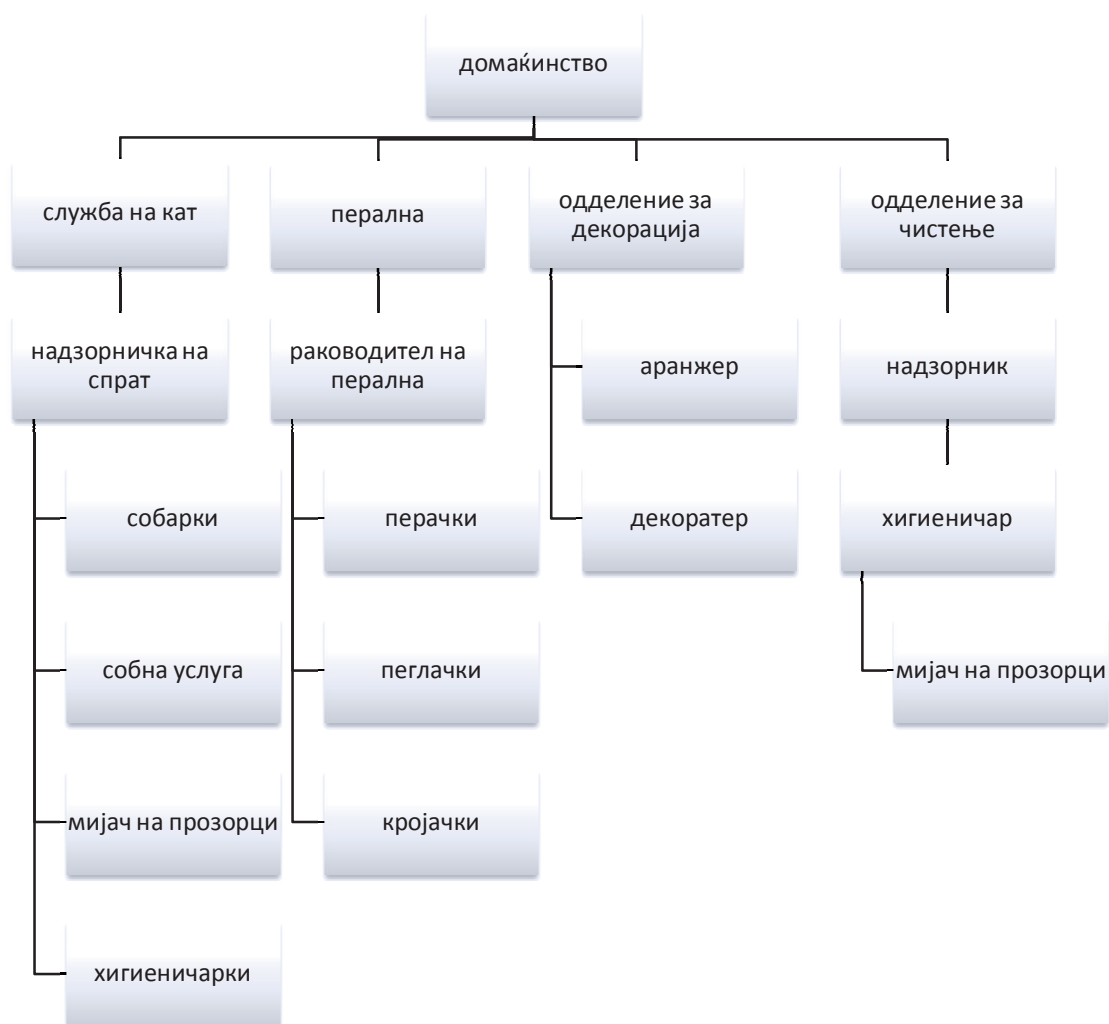 домаќинство
служба на кат
перална
одделение за
декорација
одделение за
чистење
надзорничка на
спрат
раководител на
перална
аранжер
надзорник
собарки
перачки
декоратер
хигиеничар
собна услуга
пеглачки
мијач на прозорци
мијач на прозорци
кројачки
хигиеничарки